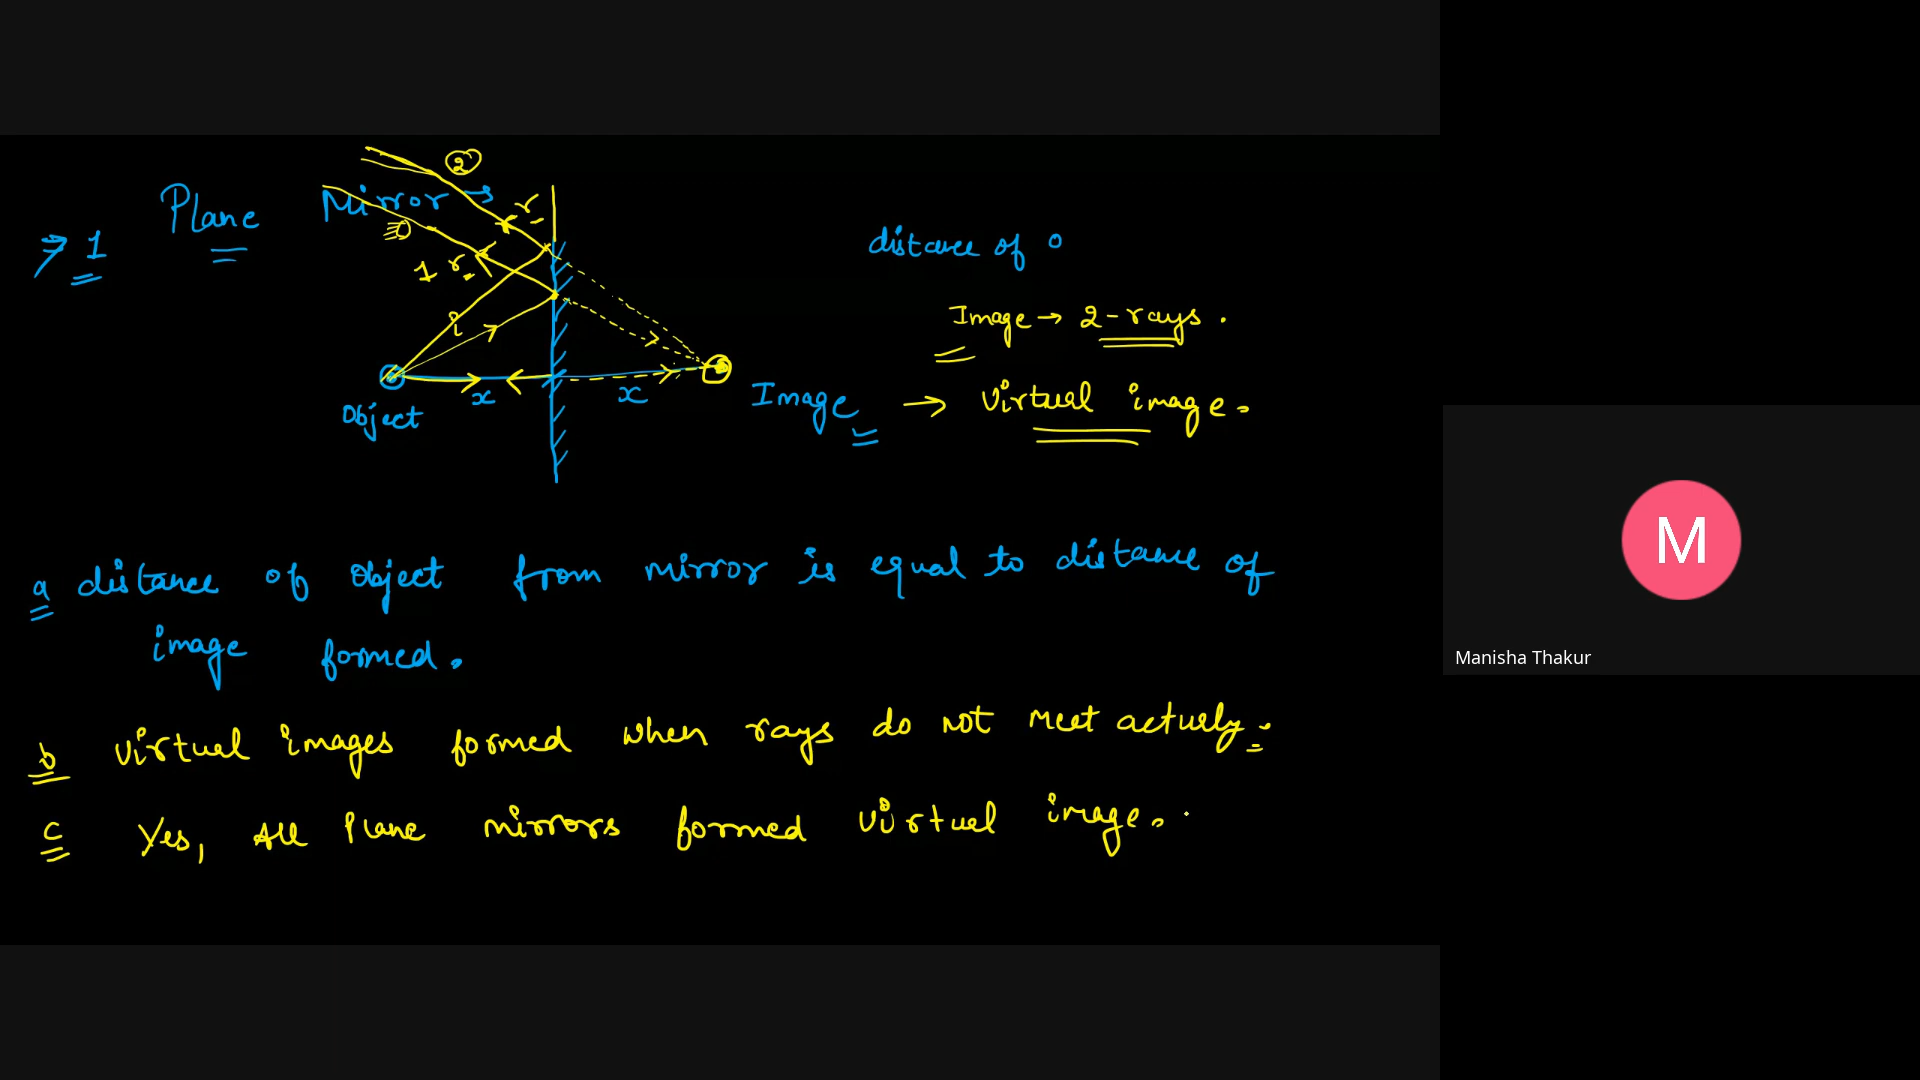 1 Plane Mirror →
2
r
1 r
i
distance of o
Image → 2-rays.
x x
Object
Image → Virtual image.
a distance of object from mirror is equal to distance of
image formed.
b virtual images formed when rays do not meet acturly.
c Yes, All Plane mirrors formed virtual image.
M
Manisha Thakur